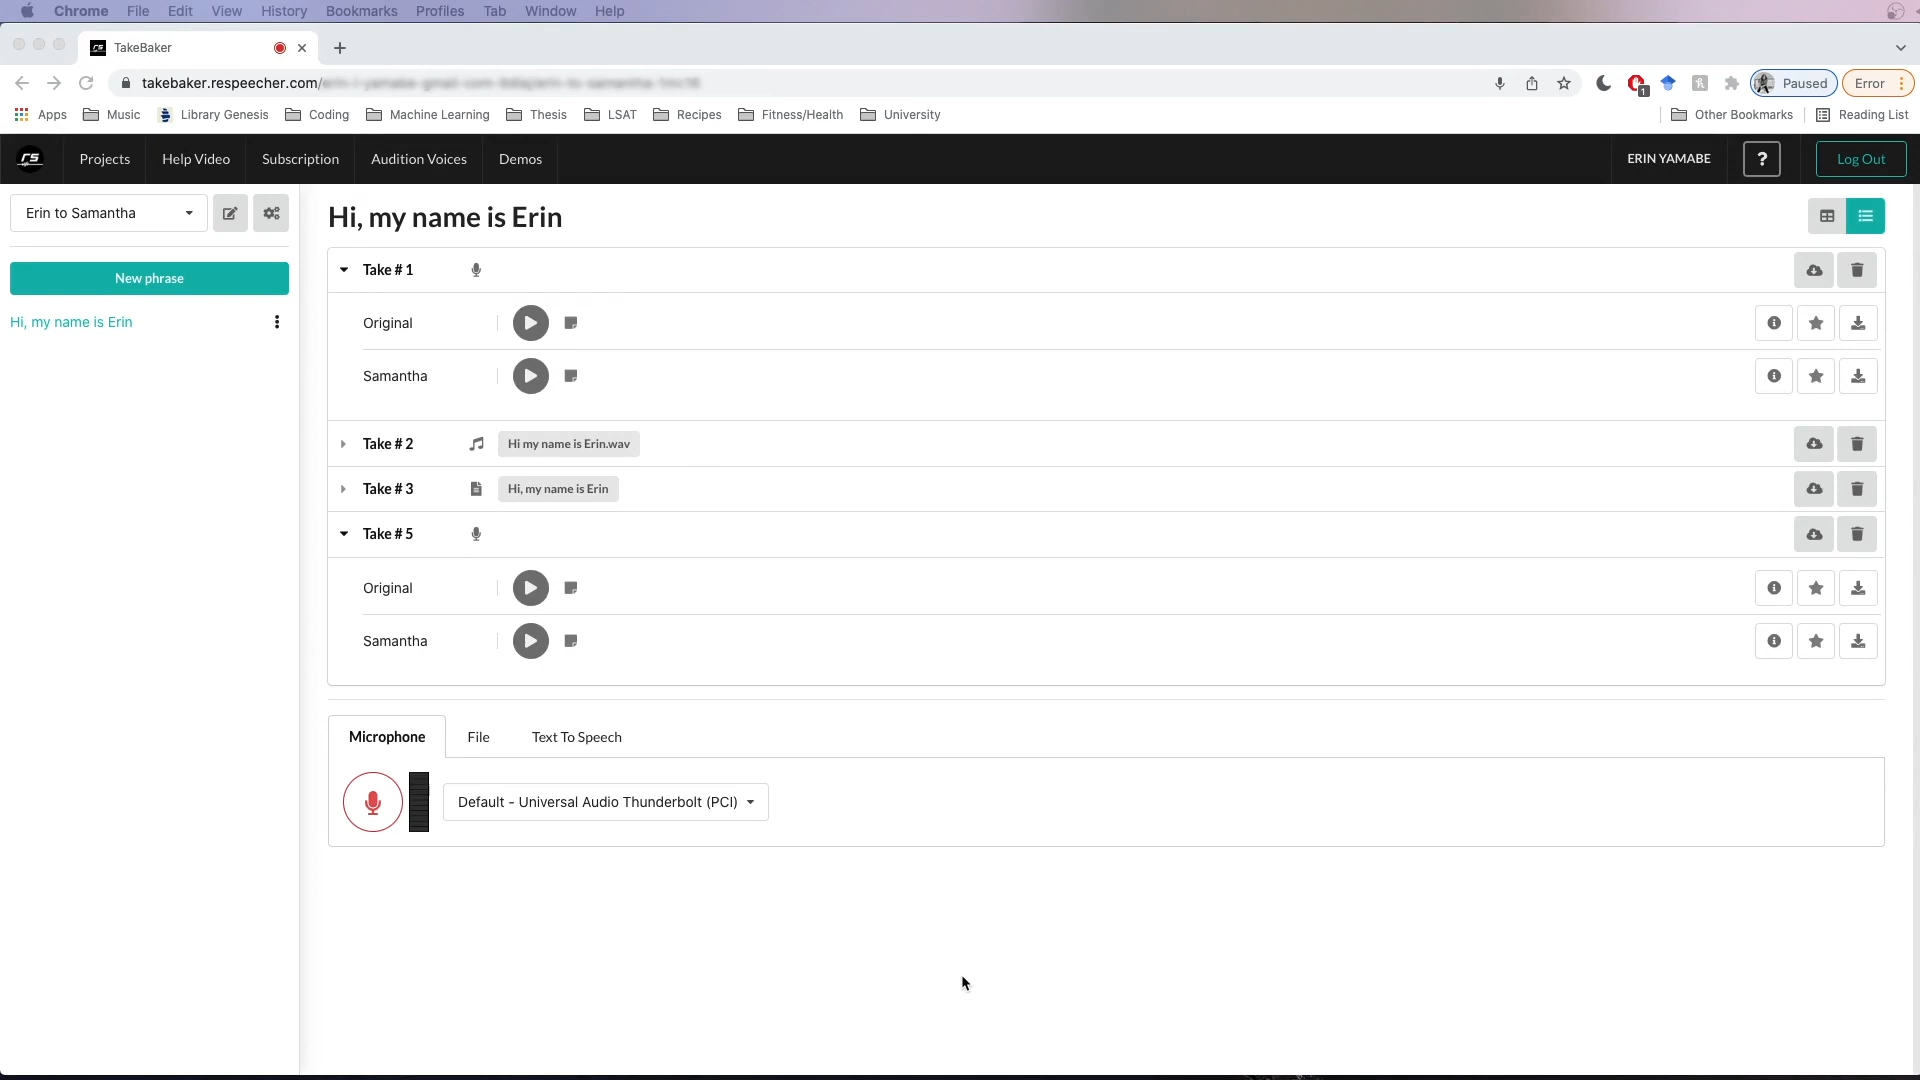 Chrome File Edit View History Bookmarks Profiles Tab Window Help
TakeBaker
takebaker.respeecher.com/
Paused Error
1
Apps Music Library Genesis Coding Machine Learning Thesis LSAT Recipes Fitness/Health University Other Bookmarks Reading List
rs Projects Help Video Subscription Audition Voices Demos ERIN YAMABE ? Log Out
Erin to Samantha
New phrase
Hi, my name is Erin
Hi, my name is Erin
Take # 1
Original
Samantha
Take # 2 Hi my name is Erin.wav
Take # 3 Hi, my name is Erin
Take # 5
Original
Samantha
Microphone File Text To Speech
Default - Universal Audio Thunderbolt (PCI)